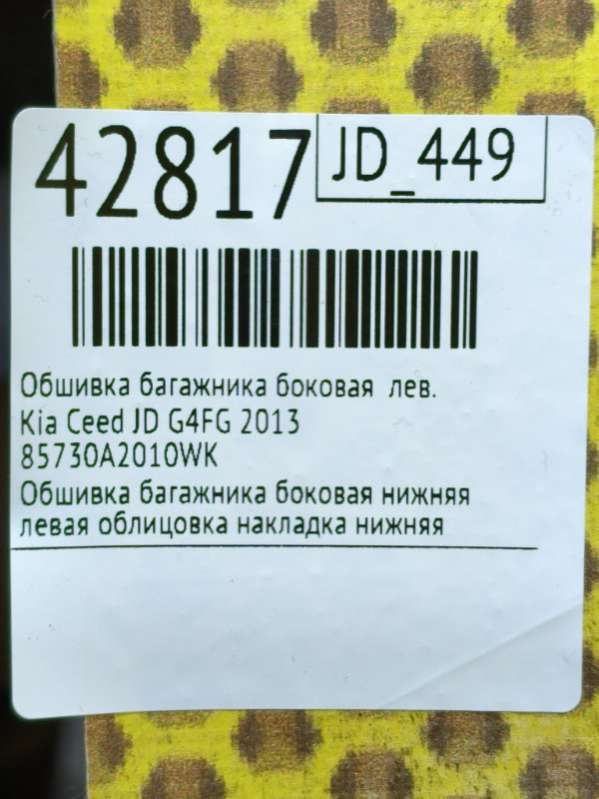 42817
JD_449
Обшивка багажника боковая лев.
Kia Ceed JD G4FG 2013
85730A2010WK
Обшивка багажника боковая нижняя
левая облицовка накладка нижняя